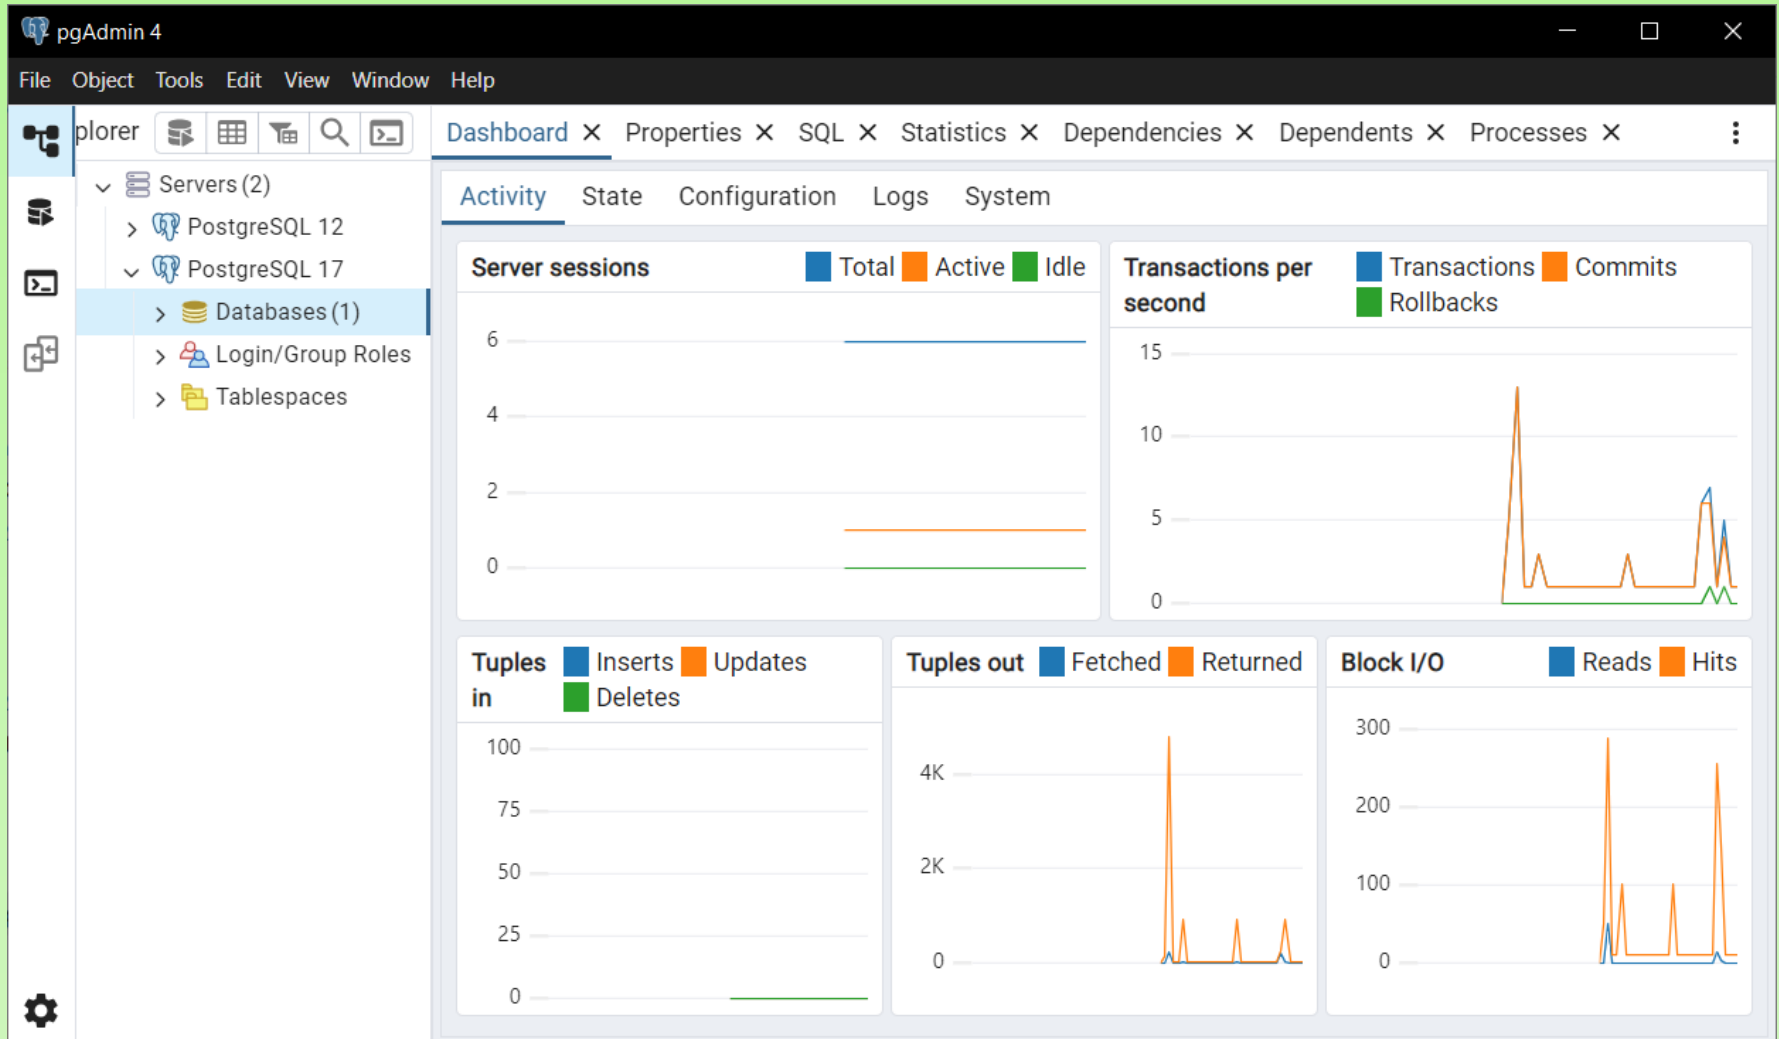 pgAdmin 4
File Object Tools Edit View Window Help
plorer
Dashboard Properties SQL Statistics Dependencies Dependents Processes
Servers (2)
PostgreSQL 12
PostgreSQL 17
Databases (1)
Login/Group Roles
Tablespaces
Activity State Configuration Logs System
Server sessions Total Active Idle
6
4
2
0
Transactions per second Transactions Commits
Rollbacks
15
10
5
0
Tuples in Inserts Updates
Deletes
100
75
50
25
0
Tuples out Fetched Returned
4K
2K
0
Block I/O Reads Hits
300
200
100
0